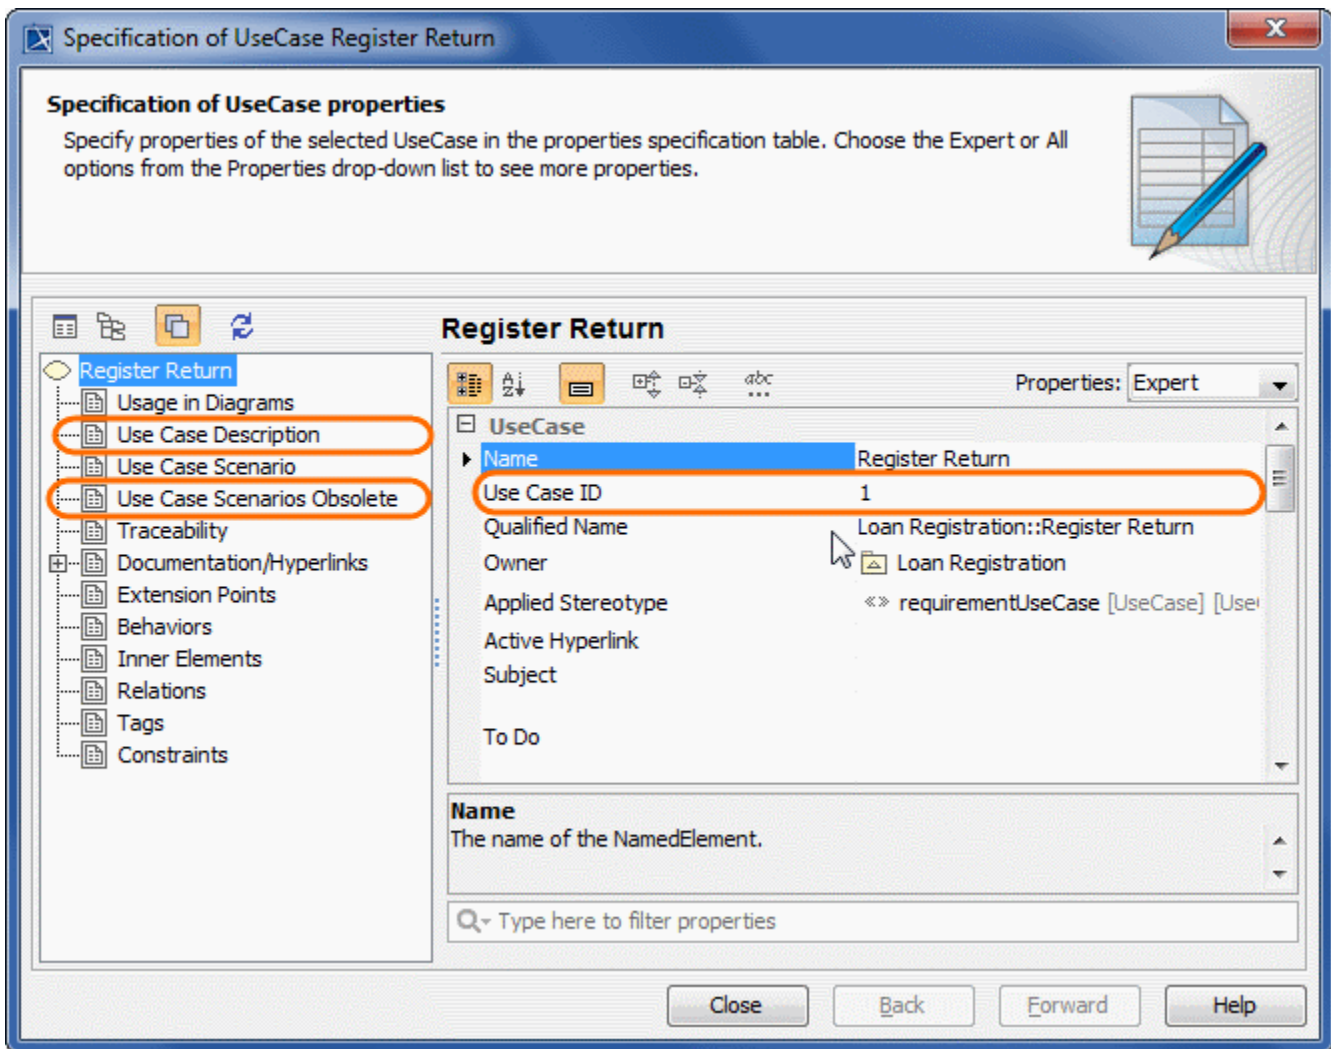 Specification of UseCase Register Return
X
Specification of UseCase properties
Specify properties of the selected UseCase in the properties specification table. Choose the Expert or All
options from the Properties drop-down list to see more properties.
Register Return
Usage in Diagrams
Use Case Description
Use Case Scenario
Use Case Scenarios Obsolete
Traceability
Documentation/Hyperlinks
Extension Points
Behaviors
Inner Elements
Relations
Tags
Constraints
Register Return
A
Z
abc
Properties: Expert
UseCase
Name Register Return
Use Case ID 1
Qualified Name Loan Registration::Register Return
Owner Loan Registration
Applied Stereotype «» requirementUseCase [UseCase] [Use
Active Hyperlink
Subject
To Do
Name
The name of the NamedElement.
Type here to filter properties
Close Back Forward Help